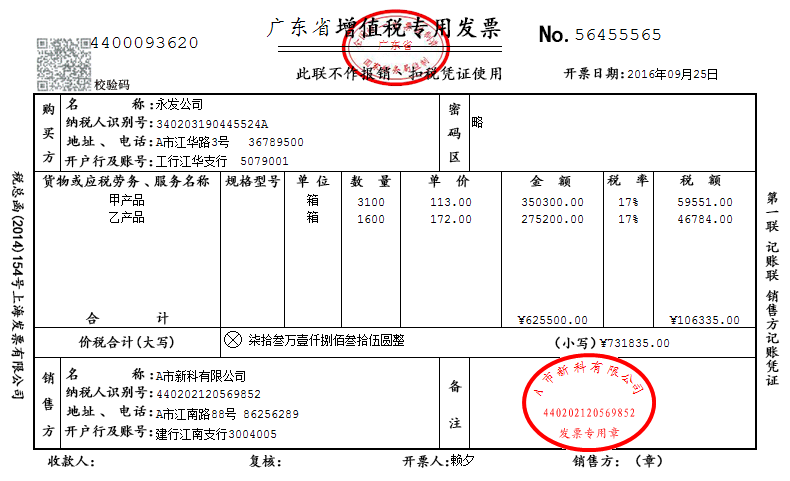 4400093620
广东省增值税专用发票
No.56455565
广东省
此联不作报销、扣税凭证使用
校验码
开票日期:2016年09月25日
购买方
名 称:永发公司
纳税人识别号:340203190445524A
地址、电话:A市江华路3号 36789500
开户行及账号:工行江华支行 5079001
密码区
略
货物或应税劳务、服务名称 规格型号 单 位 数 量 单 价 金 额 税 率 税 额
甲产品 箱 3100 113.00 350300.00 17% 59551.00
乙产品 箱 1600 172.00 275200.00 17% 46784.00
合 计 ¥625500.00 ¥106335.00
价税合计(大写) 柒拾叁万壹仟捌佰叁拾伍圆整 (小写)¥731835.00
销售方
名 称:A市新科有限公司
纳税人识别号:440202120569852
地址、电话:A市江南路88号 86256289
开户行及账号:建行江南支行3004005
备注
A市新科有限公司
440202120569852
发票专用章
收款人: 复核: 开票人:赖夕 销售方:(章)
税总函(2014)154号上海发票有限公司
第一联 记账联 销售方记账凭证